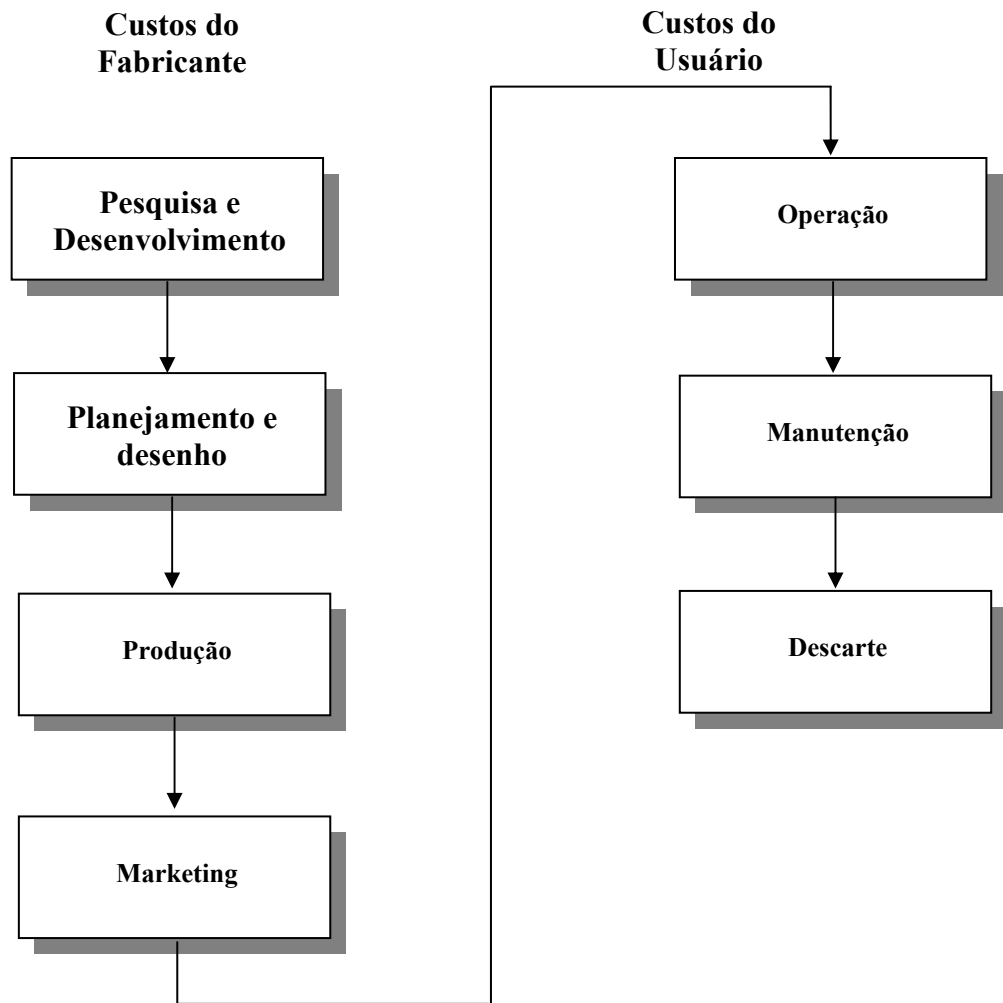 Custos do
Fabricante
Pesquisa e
Desenvolvimento
Planejamento e
desenho
Produção
Marketing
Custos do
Usuário
Operação
Manutenção
Descarte